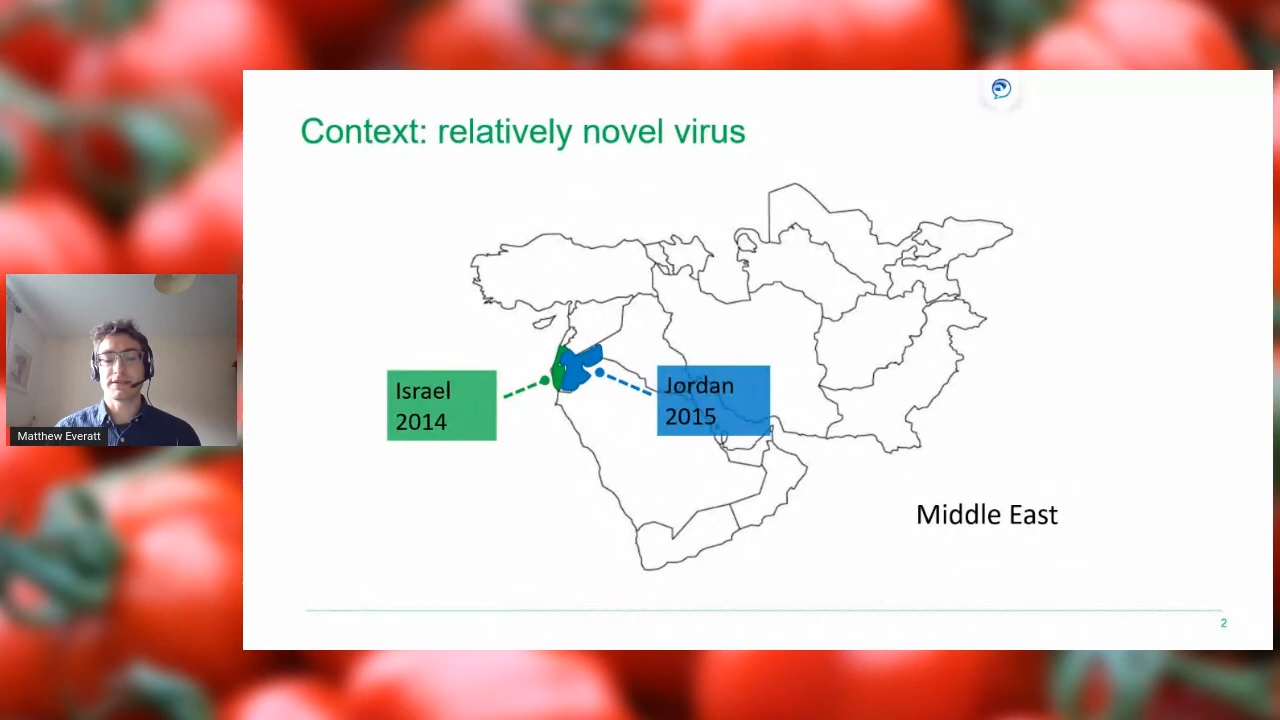 Context: relatively novel virus
Israel
2014
Jordan
2015
Matthew Everatt
Middle East
2